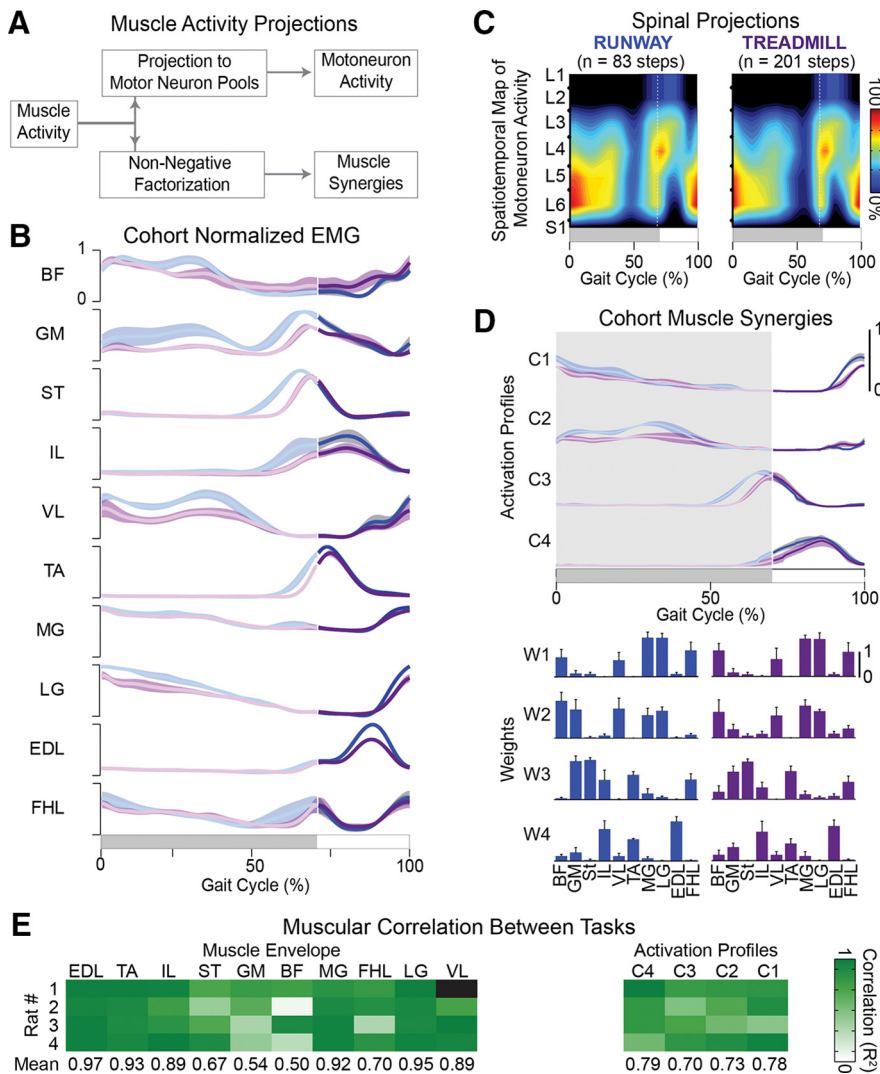 A
Muscle Activity Projections
Muscle
Activity
Projection to
Motor Neuron Pools
Motoneuron
Activity
Non-Negative
Factorization
Muscle
Synergies
B
Cohort Normalized EMG
1
0
BF
GM
ST
IL
VL
TA
MG
LG
EDL
FHL
0
50
100
Gait Cycle (%)
C
Spinal Projections
RUNWAY
(n = 83 steps)
TREADMILL
(n = 201 steps)
Spatiotemporal Map of
Motoneuron Activity
L1
L2
L3
L4
L5
L6
S1
0 50 100
Gait Cycle (%)
0 50 100
Gait Cycle (%)
100
0%
D
Cohort Muscle Synergies
Activation Profiles
C1
C2
C3
C4
1
0
0 50 100
Gait Cycle (%)
Weights
W1
W2
W3
W4
1
0
BF GM St IL VL TA MG LG EDL FHL
BF GM St IL VL TA MG LG EDL FHL
E
Muscular Correlation Between Tasks
Muscle Envelope
EDL TA IL ST GM BF MG FHL LG VL
Rat #
1
2
3
4
Mean 0.97 0.93 0.89 0.67 0.54 0.50 0.92 0.70 0.95 0.89
Activation Profiles
C4 C3 C2 C1
0.79 0.70 0.73 0.78
1
0
Correlation (R²)